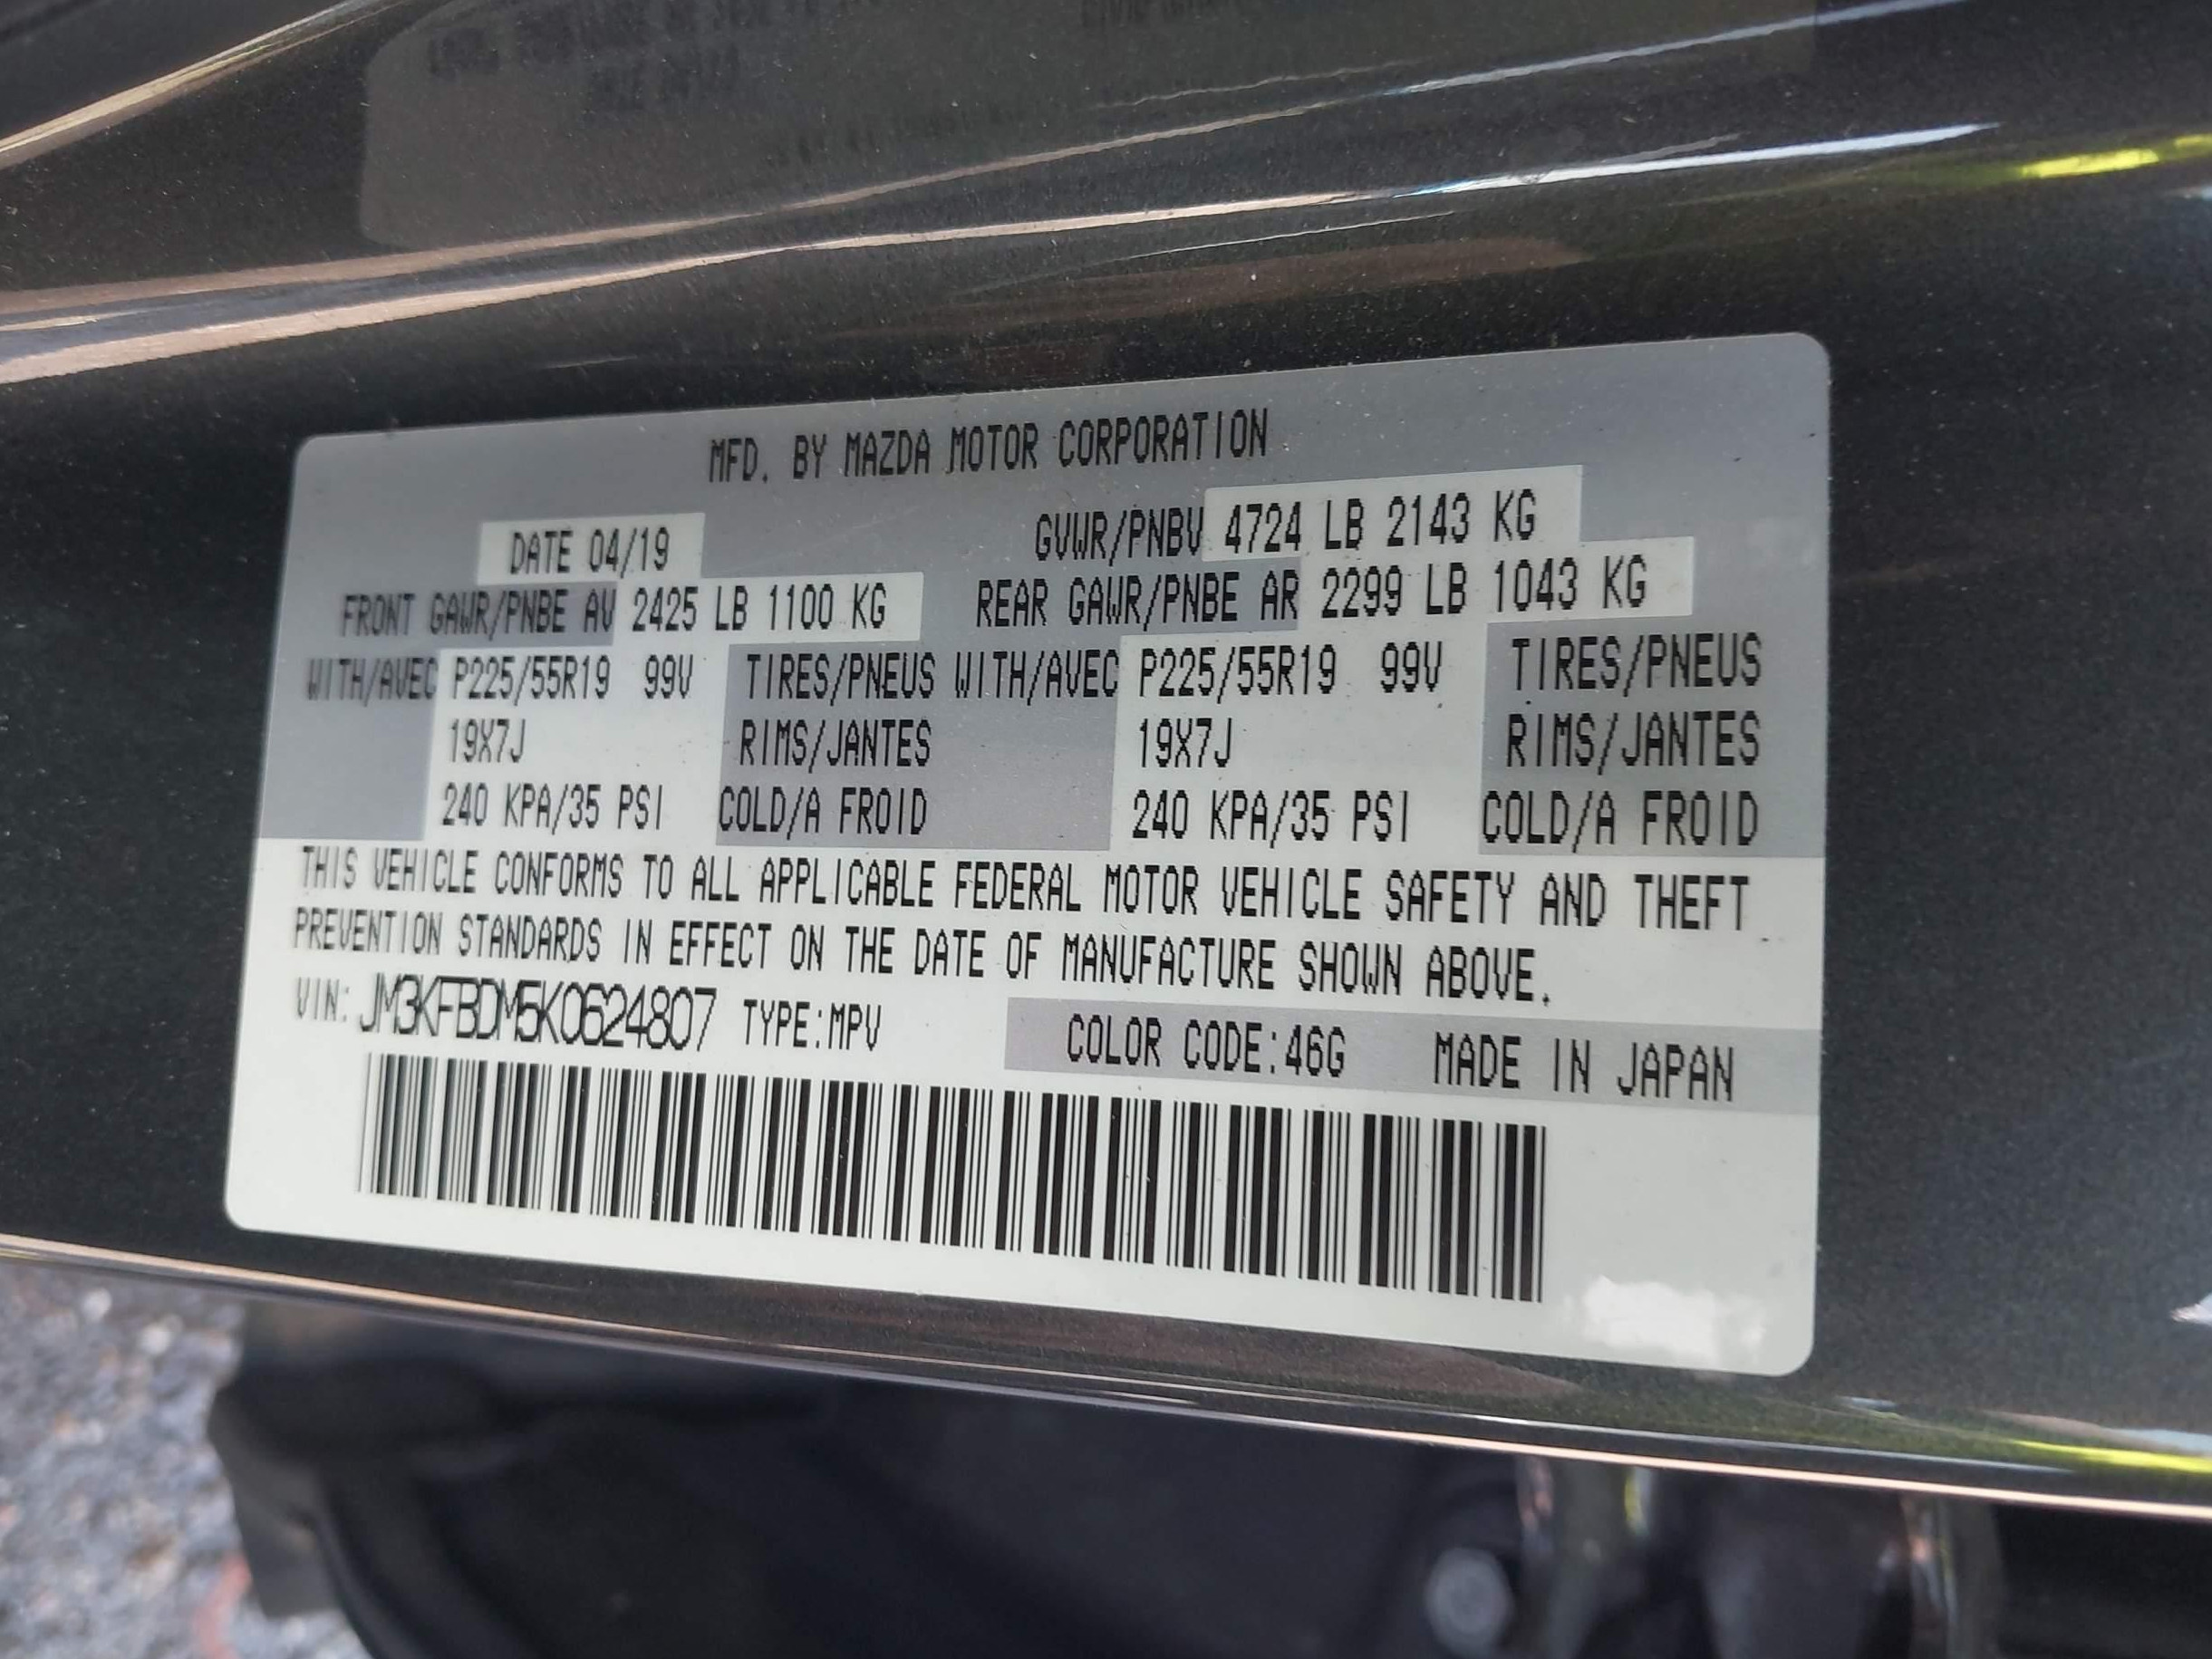 MFD. BY MAZDA MOTOR CORPORATION
DATE 04/19 GVWR/PNBV 4724 LB 2143 KG
FRONT GAWR/PNBE AV 2425 LB 1100 KG REAR GAWR/PNBE AR 2299 LB 1043 KG
WITH/AVEC P225/55R19 99V TIRES/PNEUS WITH/AVEC P225/55R19 99V TIRES/PNEUS
19X7J RIMS/JANTES 19X7J RIMS/JANTES
240 KPA/35 PSI COLD/A FROID 240 KPA/35 PSI COLD/A FROID
THIS VEHICLE CONFORMS TO ALL APPLICABLE FEDERAL MOTOR VEHICLE SAFETY AND THEFT
PREVENTION STANDARDS IN EFFECT ON THE DATE OF MANUFACTURE SHOWN ABOVE.
VIN: JM3KFBDM5K0624807 TYPE:MPV COLOR CODE:46G MADE IN JAPAN